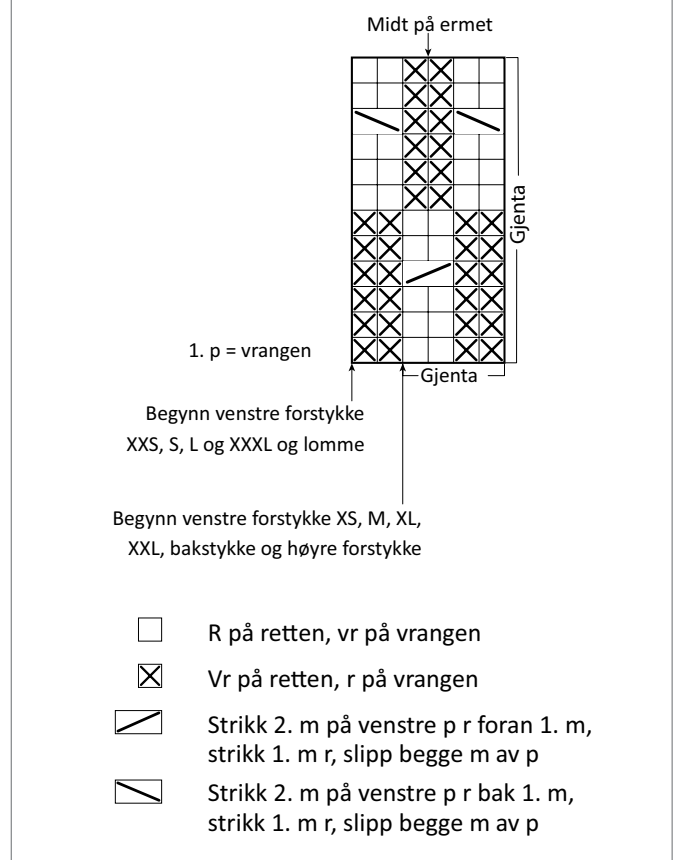 Midt på ermet
Gjenta
1. p = vrangen
Gjenta
Begynn venstre forstykke
XXS, S, L og XXXL og lomme
Begynn venstre forstykke XS, M, XL,
XXL, bakstykke og høyre forstykke
R på retten, vr på vrangen
Vr på retten, r på vrangen
Strikk 2. m på venstre p r foran 1. m,
strikk 1. m r, slipp begge m av p
Strikk 2. m på venstre p r bak 1. m,
strikk 1. m r, slipp begge m av p